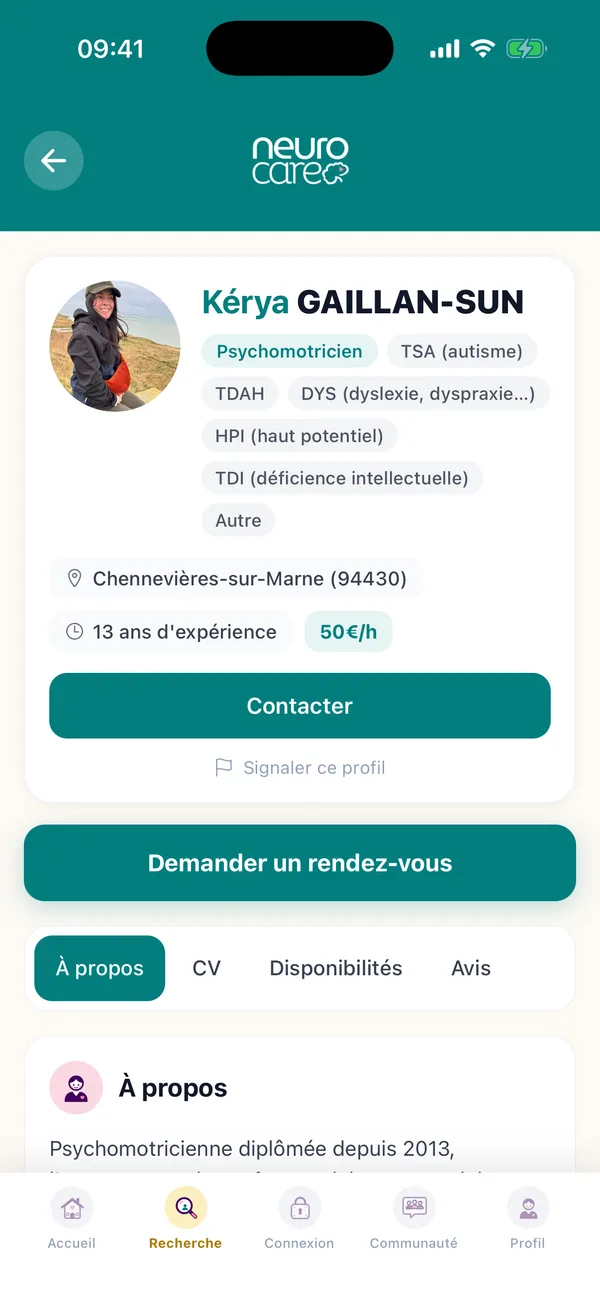 09:41
neuro
care
Kérya GAILLAN-SUN
Psychomotricien
TSA (autisme)
TDAH
DYS (dyslexie, dyspraxie...)
HPI (haut potentiel)
TDI (déficience intellectuelle)
Autre
Chennevières-sur-Marne (94430)
13 ans d'expérience
50€/h
Contacter
Signaler ce profil
Demander un rendez-vous
À propos
CV
Disponibilités
Avis
À propos
Psychomotricienne diplômée depuis 2013,
Accueil
Recherche
Connexion
Communauté
Profil